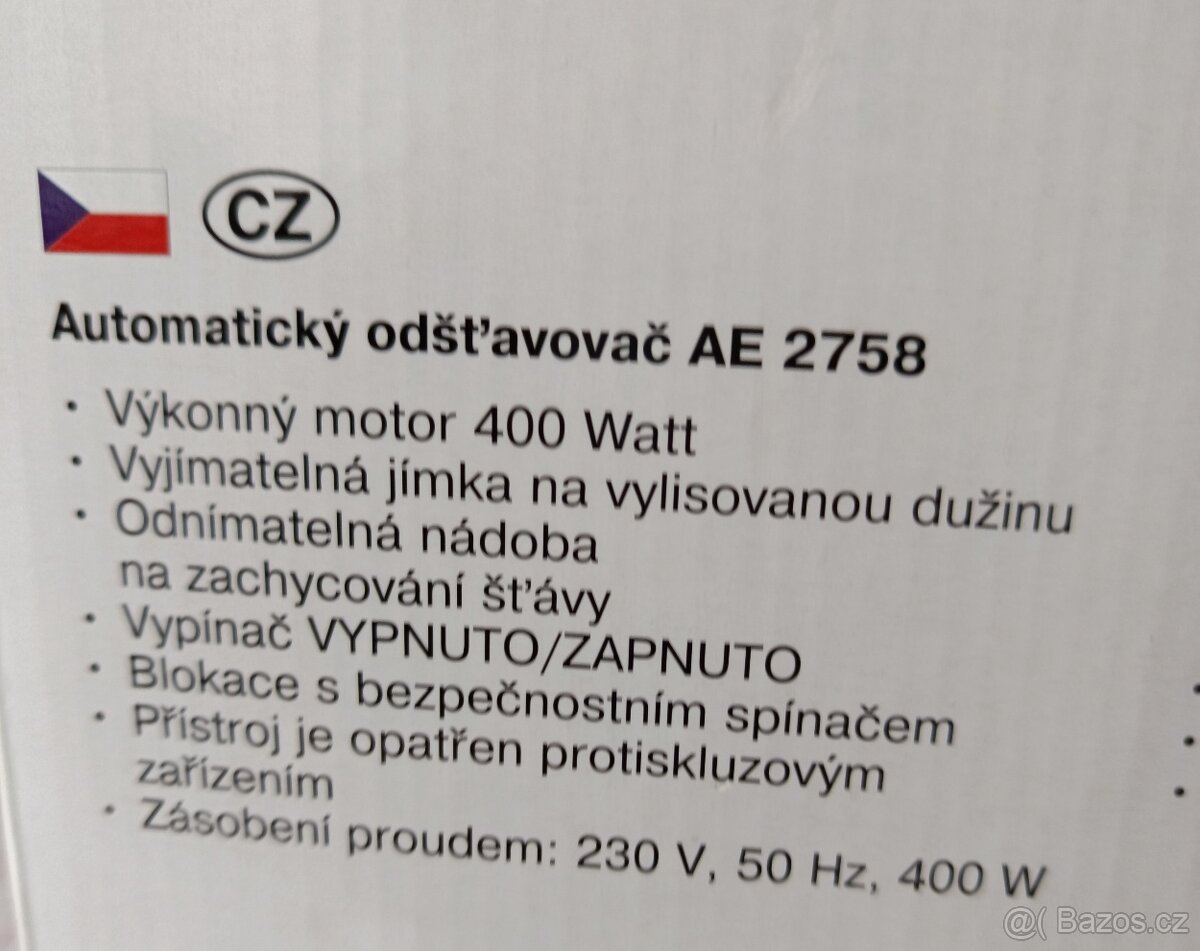 CZ
Automatický odšťavovač AE 2758
• Výkonný motor 400 Watt
• Vyjímatelná jímka na vylisovanou dužinu
• Odnímatelná nádoba
na zachycování šťávy
• Vypínač VYPNUTO/ZAPNUTO
• Blokace s bezpečnostním spínačem
• Přístroj je opatřen protiskluzovým
zařízením
• Zásobení proudem: 230 V, 50 Hz, 400 W
@( Bazos.cz